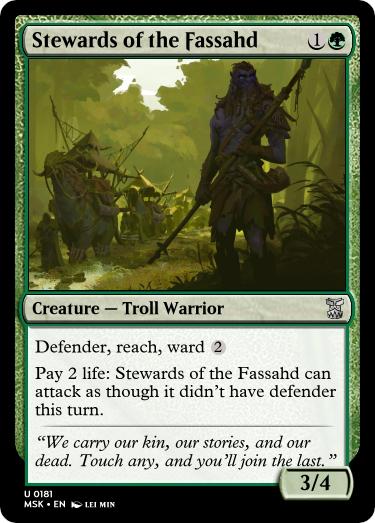 Stewards of the Fassahd 1
Creature — Troll Warrior
Defender, reach, ward 2
Pay 2 life: Stewards of the Fassahd can
attack as though it didn't have defender
this turn.
“We carry our kin, our stories, and our
dead. Touch any, and you'll join the last.”
3/4
U 0181
MSK • EN LEI MIN